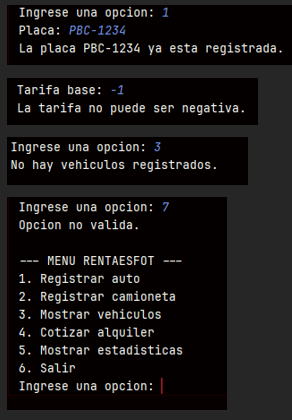 Ingrese una opcion: 1
Placa: PBC-1234
La placa PBC-1234 ya esta registrada.
Tarifa base: -1
La tarifa no puede ser negativa.
Ingrese una opcion: 3
No hay vehiculos registrados.
Ingrese una opcion: 7
Opcion no valida.
--- MENU RENTAESFOT ---
1. Registrar auto
2. Registrar camioneta
3. Mostrar vehiculos
4. Cotizar alquiler
5. Mostrar estadisticas
6. Salir
Ingrese una opcion: